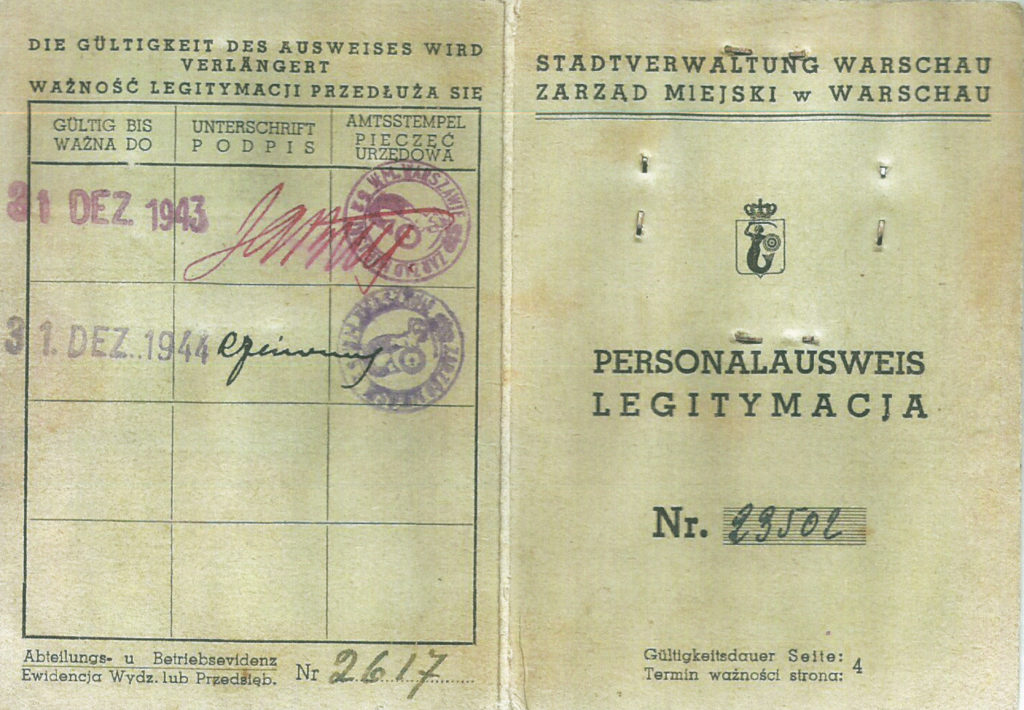 DIE GÜLTIGKEIT DES AUSWEISES WIRD
VERLÄNGERT
WAŻNOŚĆ LEGITYMACJI PRZEDŁUŻA SIĘ
GÜLTIG BIS
WAŻNA DO
UNTERSCHRIFT
PODPIS
AMTSSTEMPEL
PIECZĘĆ
URZĘDOWA
31 DEZ. 1943
W M. WARSZAWIE
ZARZĄD
31. DEZ. 1944
Abteilungs- u Betriebsevidenz
Ewidencja Wydz. lub Przedsięb.
Nr 2617
STADTVERWALTUNG WARSCHAU
ZARZĄD MIEJSKI w WARSCHAU
PERSONALAUSWEIS
LEGITYMACJA
Nr. 23502
Gültigkeitsdauer Seite: 4
Termin ważności strona: